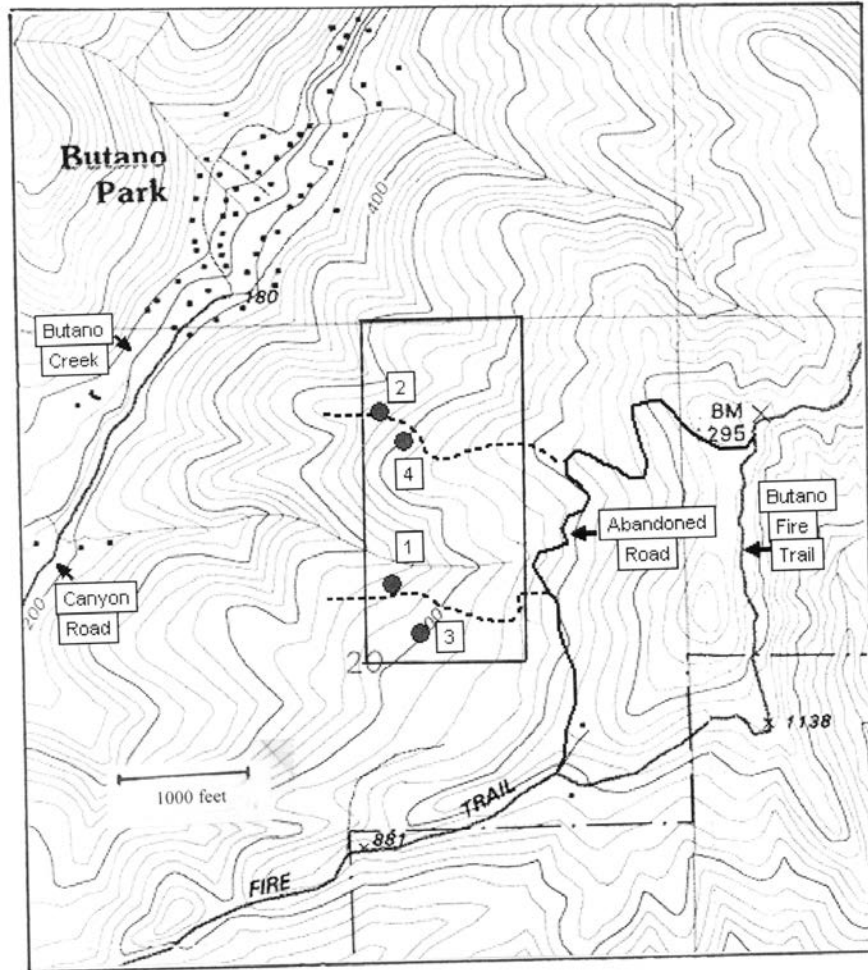 Butano
Park
400
180
Butano
Creek
2
4
BM
295
Butano
Fire
Trail
Abandoned
Road
1
Canyon
Road
200
3
20
1138
1000 feet
TRAIL
881
FIRE